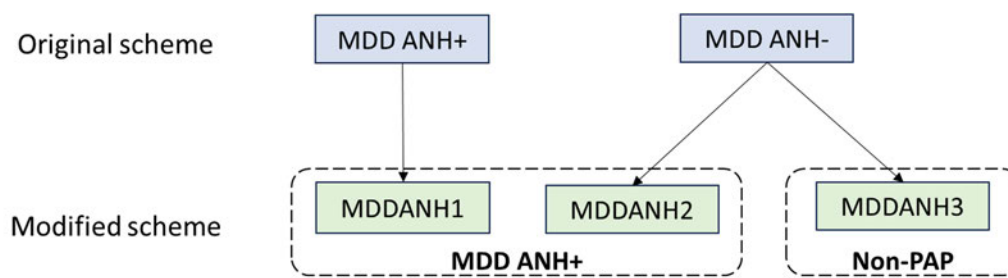 Original scheme
MDD ANH+
MDD ANH-
Modified scheme
MDDANH1
MDDANH2
MDDANH3
MDD ANH+
Non-PAP